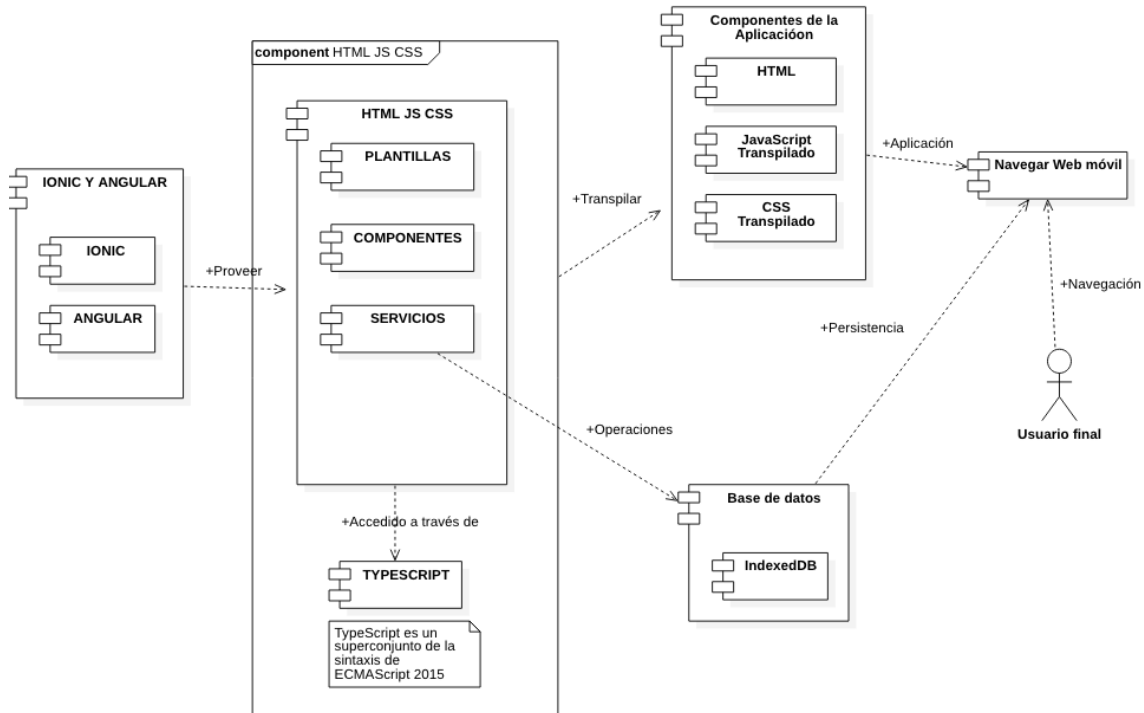 component HTML JS CSS
HTML JS CSS
PLANTILLAS
COMPONENTES
SERVICIOS
IONIC Y ANGULAR
IONIC
ANGULAR
+Proveer
+Transpilar
Componentes de la
Aplicacióon
HTML
JavaScript
Transpilado
CSS
Transpilado
+Aplicación
Navegar Web móvil
+Navegación
Usuario final
+Persistencia
+Operaciones
Base de datos
IndexedDB
+Accedido a través de
TYPESCRIPT
TypeScript es un
superconjunto de la
sintaxis de
ECMAScript 2015